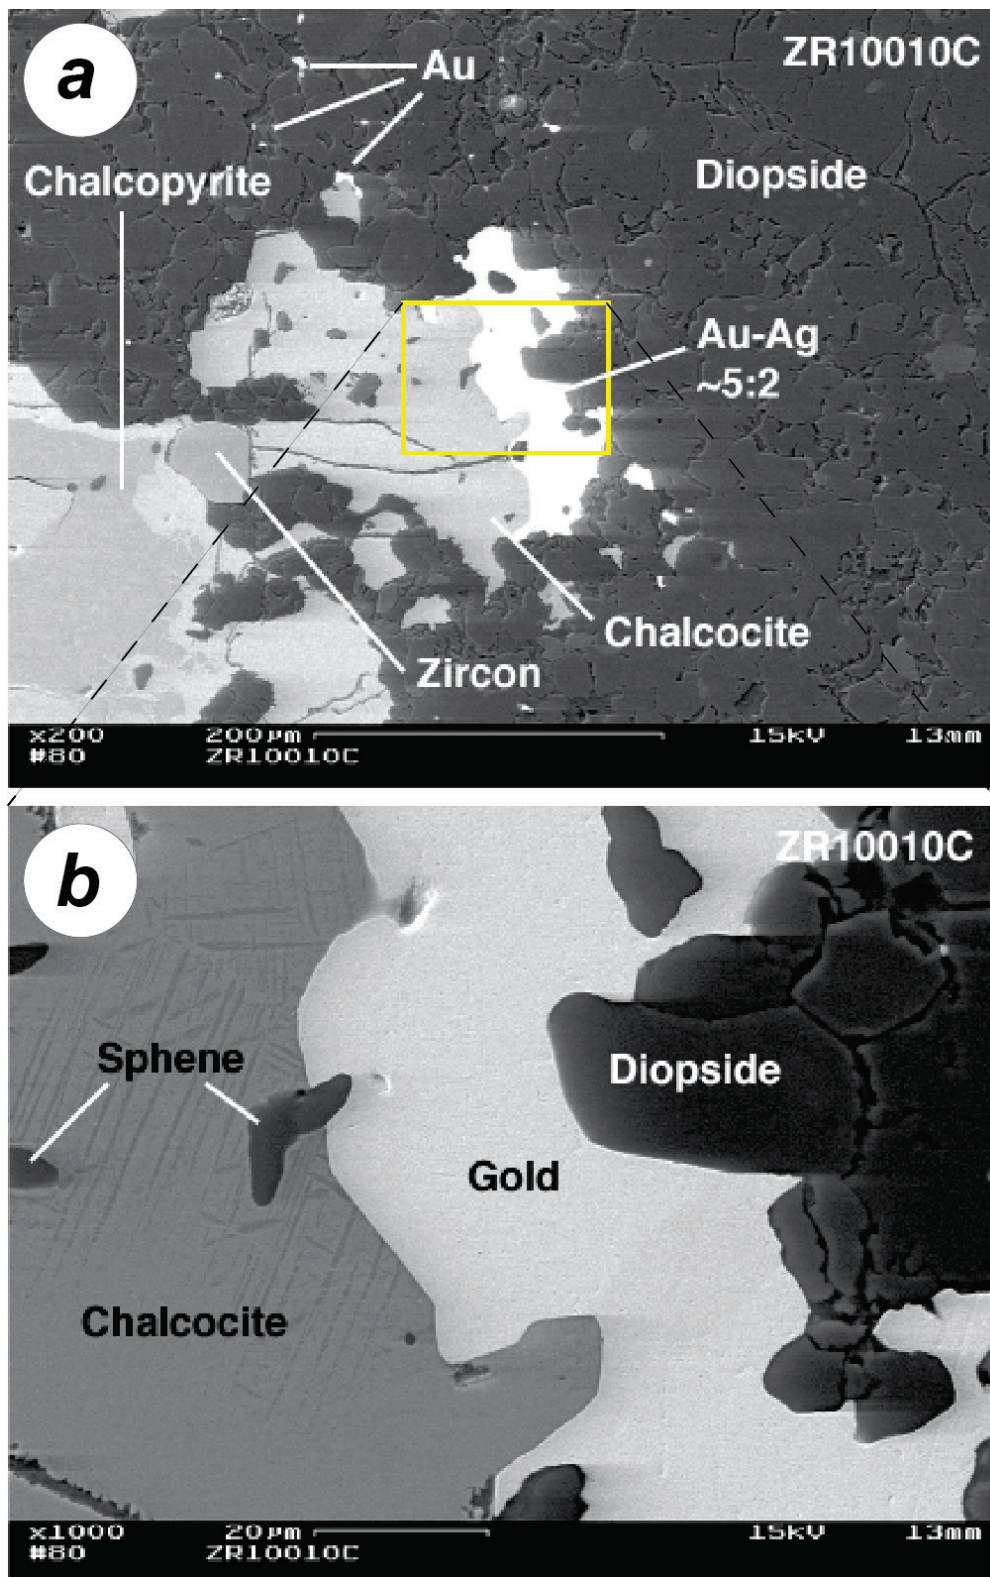 a
Au
ZR10010C
Chalcopyrite
Diopside
Au-Ag
~5:2
Chalcocite
Zircon
x200 200µm 15kV 13mm
#80 ZR10010C
b
ZR10010C
Sphene
Diopside
Gold
Chalcocite
x1000 20µm 15kV 13mm
#80 ZR10010C